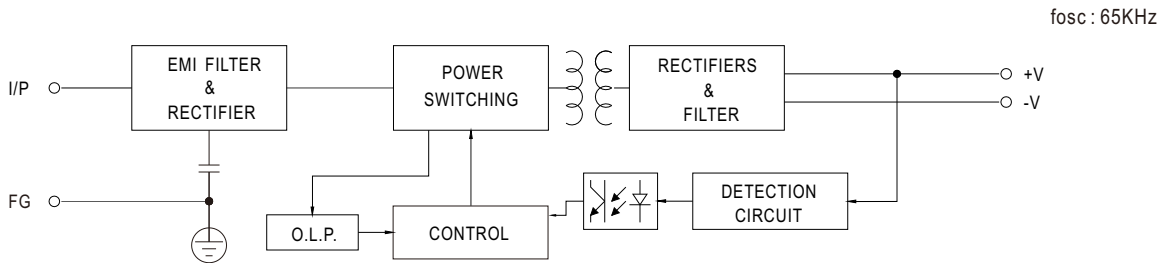 fosc : 65KHz
I/P
EMI FILTER
&
RECTIFIER
POWER
SWITCHING
RECTIFIERS
&
FILTER
+V
-V
FG
O.L.P.
CONTROL
DETECTION
CIRCUIT